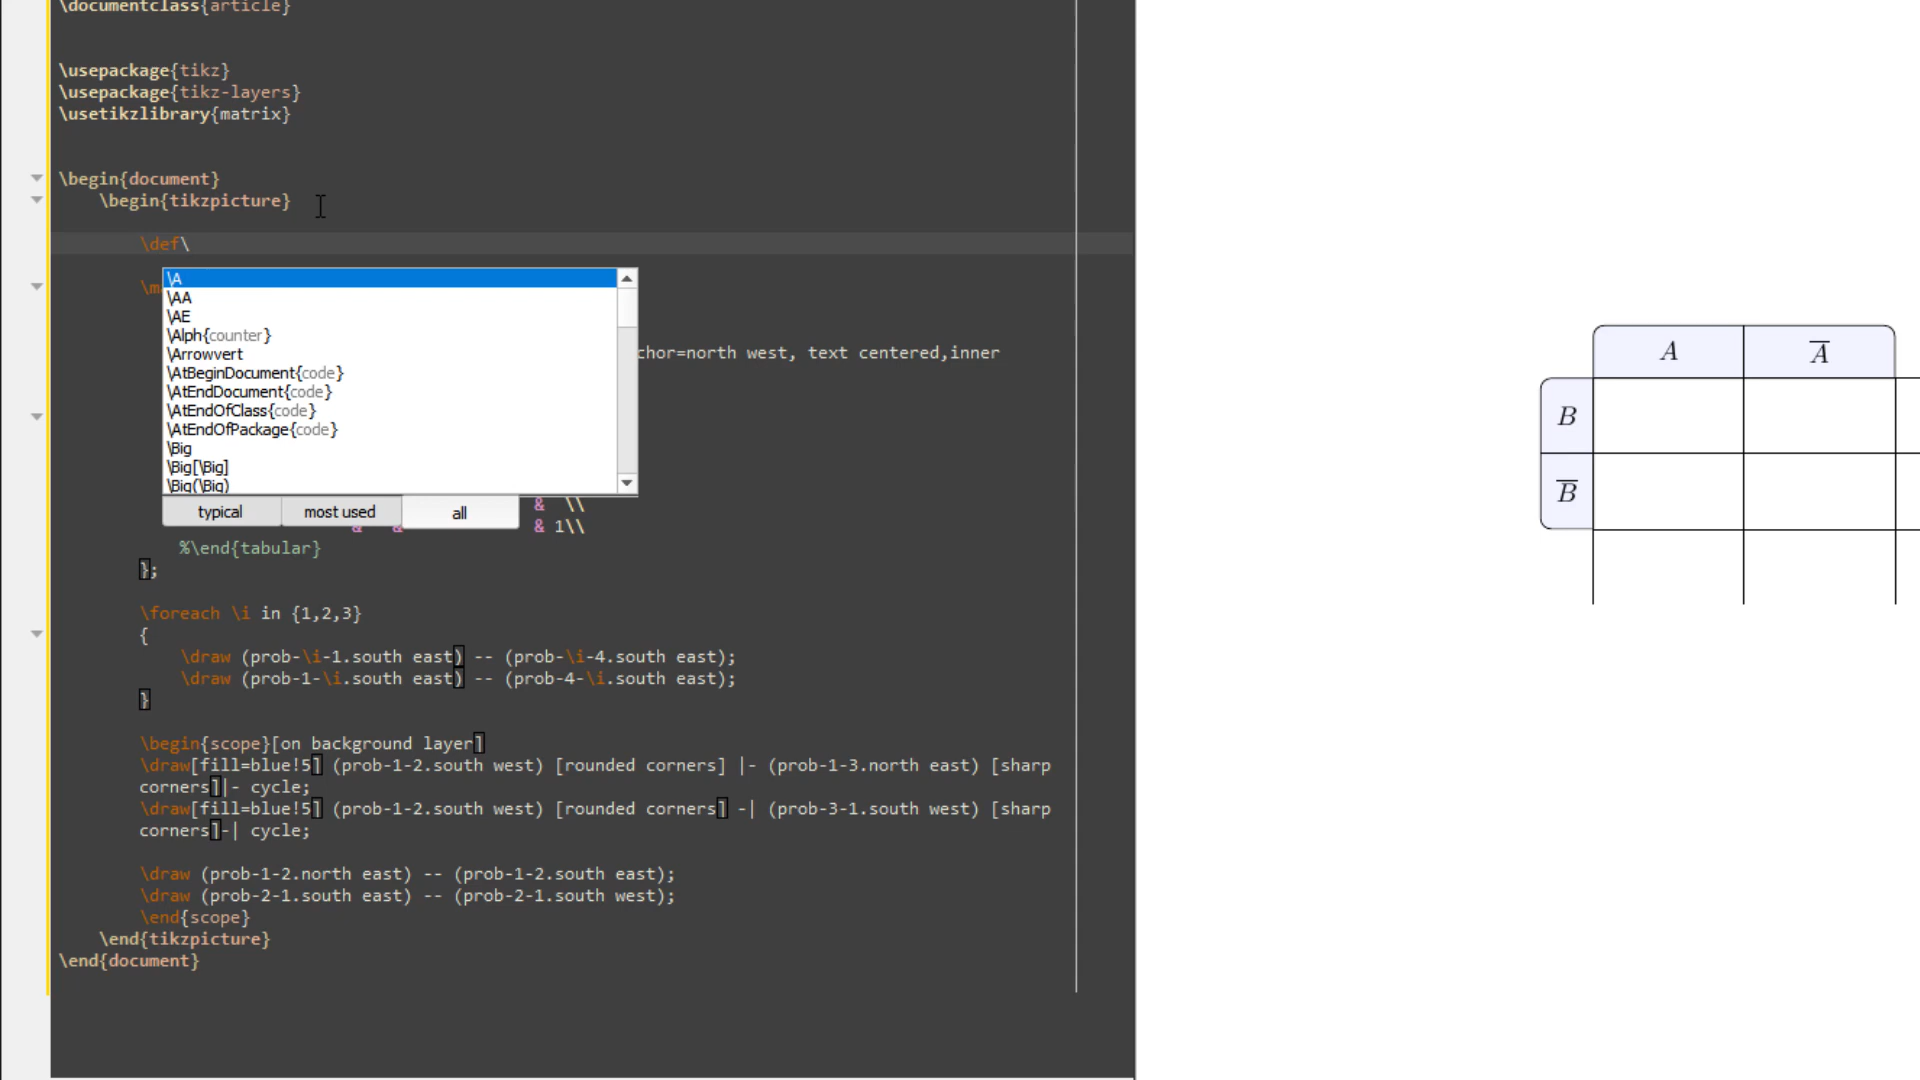 \documentclass{article}
\usepackage{tikz}
\usepackage{tikz-layers}
\usetikzlibrary{matrix}
\begin{document}
\begin{tikzpicture}
\def\
\m
\A
\AA
\AE
\Alph{counter}
\Arrowvert
\AtBeginDocument{code}
\AtEndDocument{code}
\AtEndOfClass{code}
\AtEndOfPackage{code}
\Big
\Big[\Big]
\Big(\Big)
typical most used all
chor=north west, text centered,inner
& \\
& & & 1\\
%\end{tabular}
};
\foreach \i in {1,2,3}
{
\draw (prob-\i-1.south east) -- (prob-\i-4.south east);
\draw (prob-1-\i.south east) -- (prob-4-\i.south east);
}
\begin{scope}[on background layer]
\draw[fill=blue!5] (prob-1-2.south west) [rounded corners] |- (prob-1-3.north east) [sharp
corners]|- cycle;
\draw[fill=blue!5] (prob-1-2.south west) [rounded corners] -| (prob-3-1.south west) [sharp
corners]-| cycle;
\draw (prob-1-2.north east) -- (prob-1-2.south east);
\draw (prob-2-1.south east) -- (prob-2-1.south west);
\end{scope}
\end{tikzpicture}
\end{document}
A A̅
B
B̅